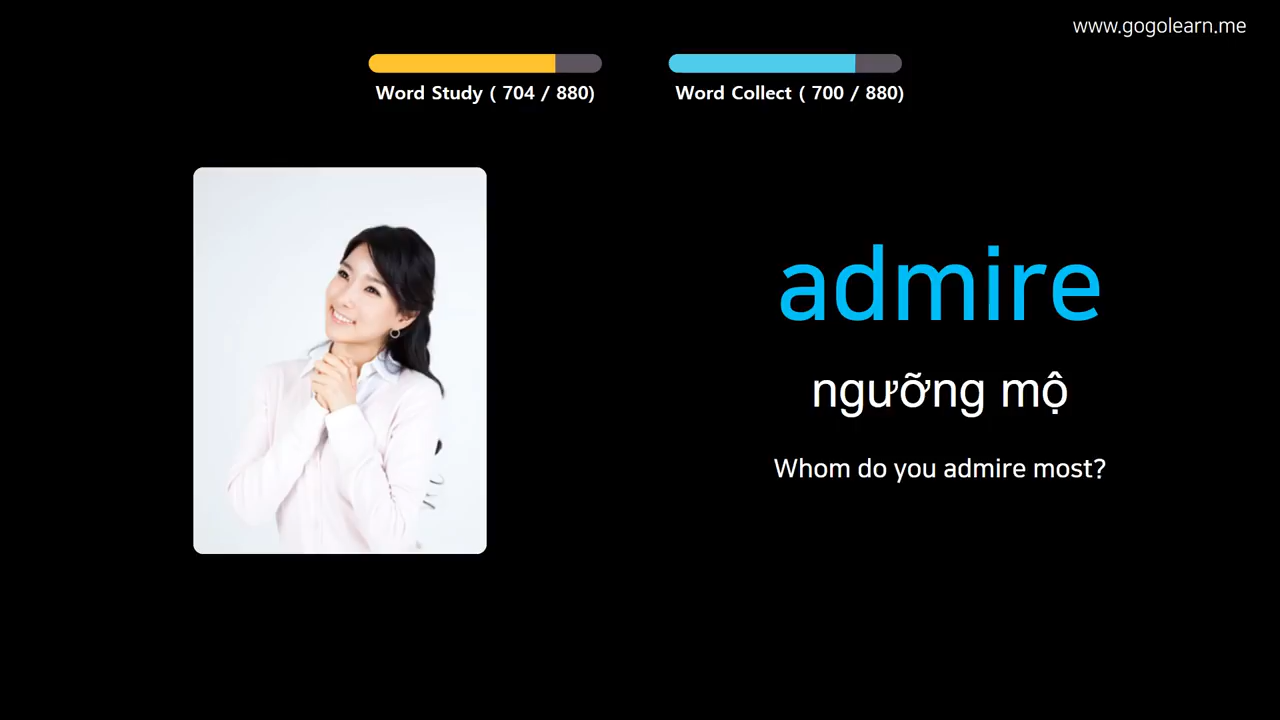 www.gogolearn.me
Word Study ( 704 / 880)
Word Collect ( 700 / 880)
admire
ngưỡng mộ
Whom do you admire most?